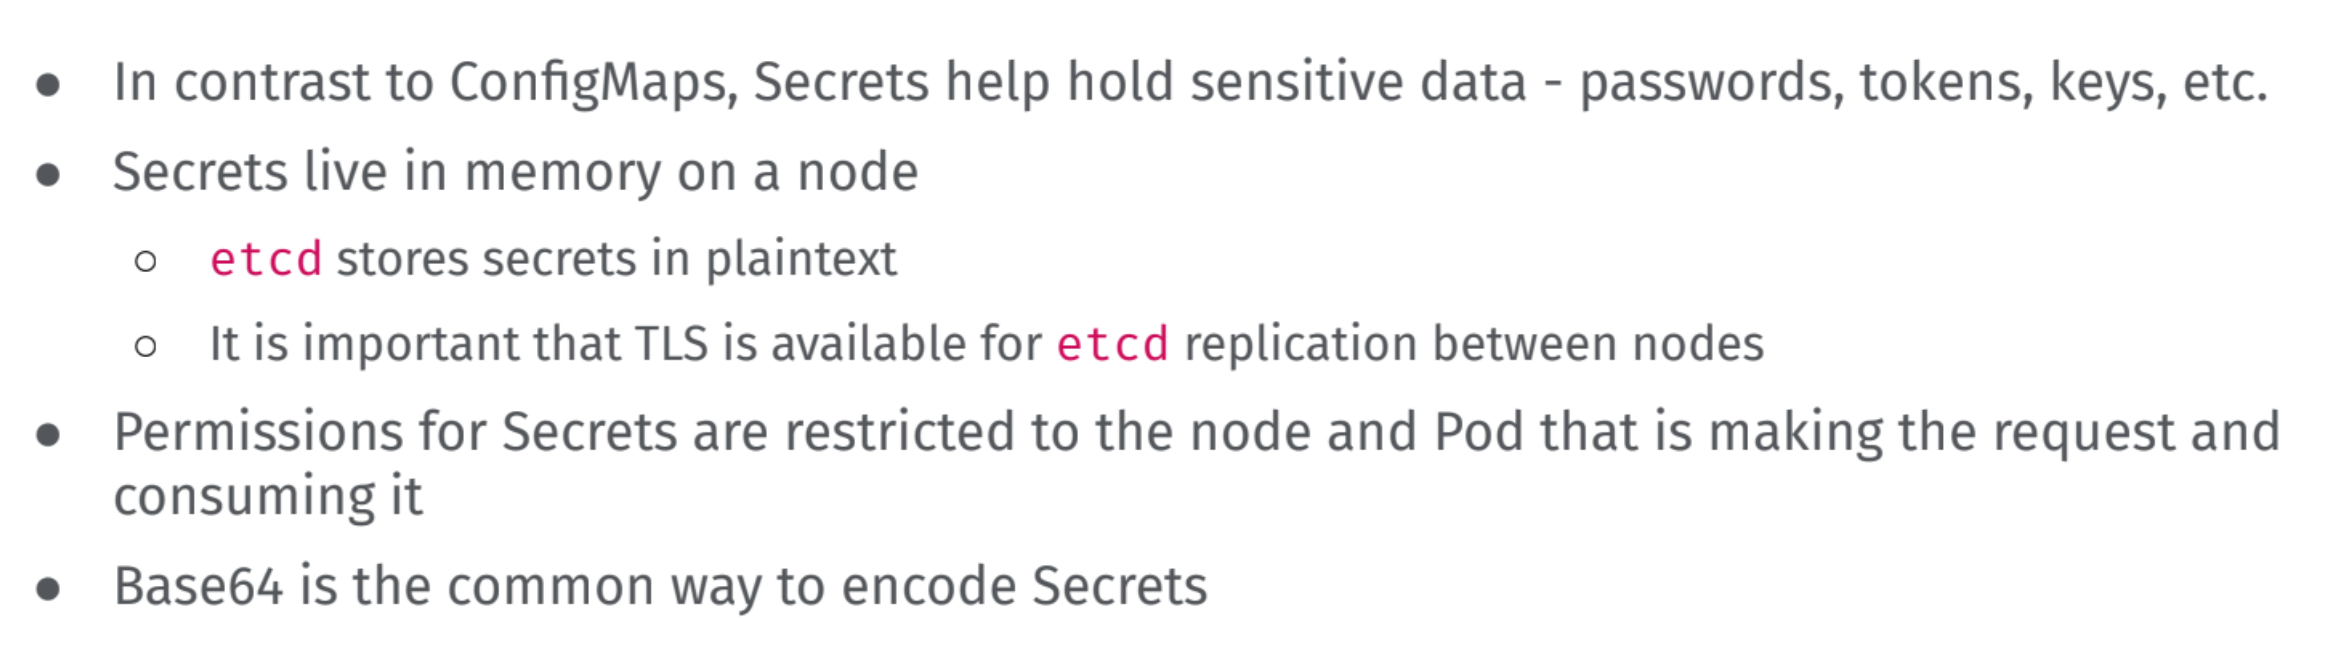 ● In contrast to ConfigMaps, Secrets help hold sensitive data - passwords, tokens, keys, etc.
● Secrets live in memory on a node
○ etcd stores secrets in plaintext
○ It is important that TLS is available for etcd replication between nodes
● Permissions for Secrets are restricted to the node and Pod that is making the request and
consuming it
● Base64 is the common way to encode Secrets